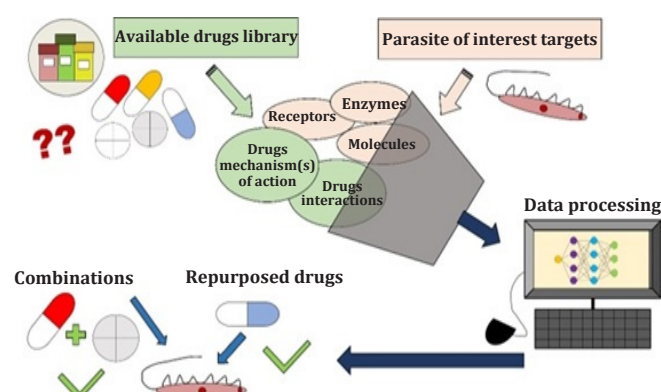 Available drugs library
Parasite of interest targets
??
Receptors
Enzymes
Molecules
Drugs
mechanism(s)
of action
Drugs
interactions
Data processing
Combinations
Repurposed drugs
+